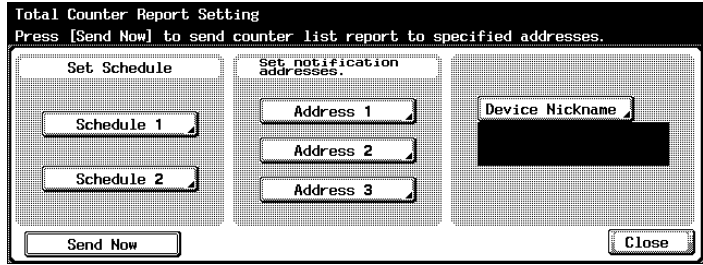 Total Counter Report Setting
Press [Send Now] to send counter list report to specified addresses.
Set Schedule
Schedule 1
Schedule 2
Set notification
addresses.
Address 1
Address 2
Address 3
Device Nickname
Send Now
Close